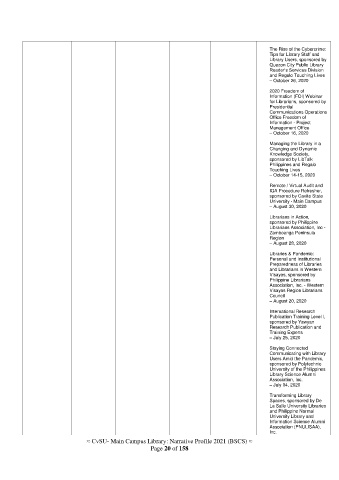 The Rise of the Cybercrime:
Tips for Library Staff and
Library Users, sponsored by
Quezon City Public Library
Reader's Services Division
and Regalo Touching Lives
– October 26, 2020
2020 Freedom of
Information (FOI) Webinar
for Librarians, sponsored by
Presidential
Communications Operations
Office Freedom of
Information - Project
Management Office
– October 16, 2020
Managing the Library in a
Changing and Dynamic
Knowledge Society,
sponsored by LibTalk
Philippines and Regalo
Touching Lives
– October 14-15, 2020
Remote / Virtual Audit and
IQA Procedure Refresher,
sponsored by Cavite State
University - Main Campus
– August 30, 2020
Librarians in Action,
sponsored by Philippine
Librarians Association, Inc -
Zamboanga Peninsula
Region
– August 28, 2020
Libraries & Pandemic:
Personal and Institutional
Preparedness of Libraries
and Librarians in Western
Visayas, sponsored by
Philippine Librarians
Association, Inc. - Western
Visayas Region Librarians
Council
– August 20, 2020
International Research
Publication Training Level I,
sponsored by Yawyan
Research Publication and
Training Experts
– July 25, 2020
Staying Connected
Communicating with Library
Users Amid the Pandemic,
sponsored by Polytechnic
University of the Philippines
Library Science Alumni
Association, Inc.
– July 04, 2020
Transforming Library
Spaces, sponsored by De
La Salle University Libraries
and Philippine Normal
University Library and
Information Science Alumni
Association (PNULISAA),
Inc.
= CvSU- Main Campus Library: Narrative Profile 2021 (BSCS) =
Page 20 of 158